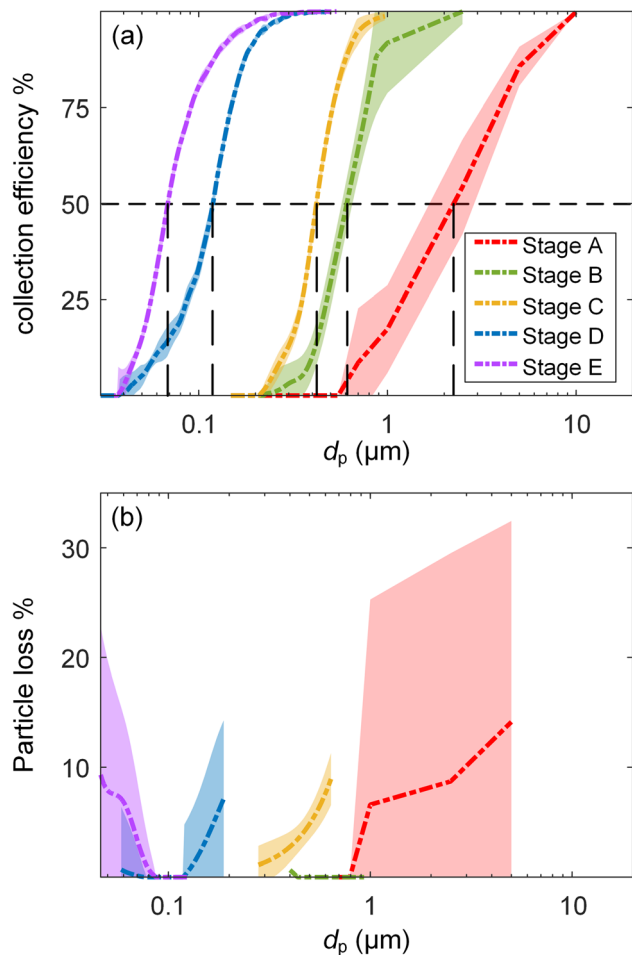 (a)
collection efficiency %
75
50
25
Stage A
Stage B
Stage C
Stage D
Stage E
0.1 1 10
dp (µm)
(b)
Particle loss %
30
20
10
0.1 1 10
dp (µm)